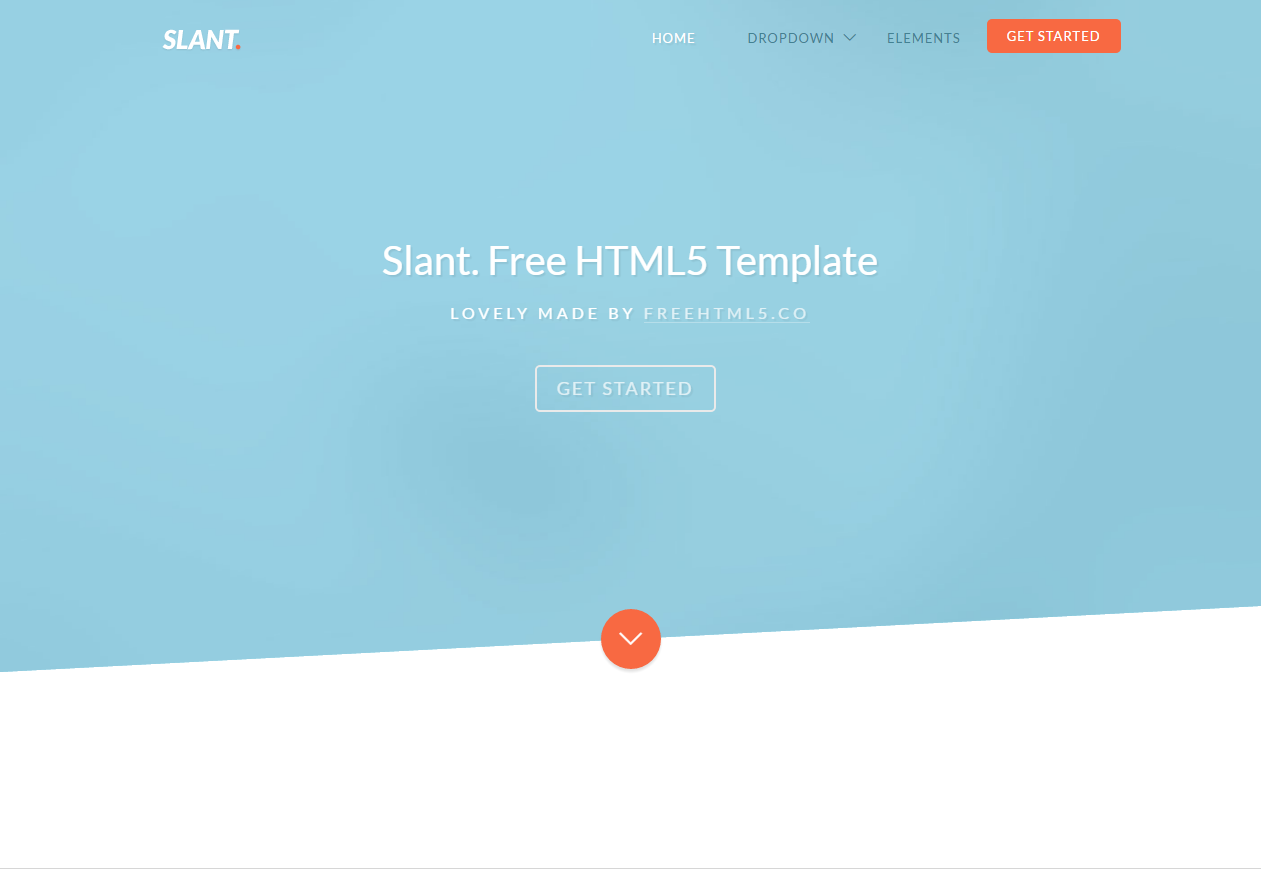 SLANT.
HOME DROPDOWN ELEMENTS GET STARTED
Slant. Free HTML5 Template
LOVELY MADE BY FREEHTML5.CO
GET STARTED